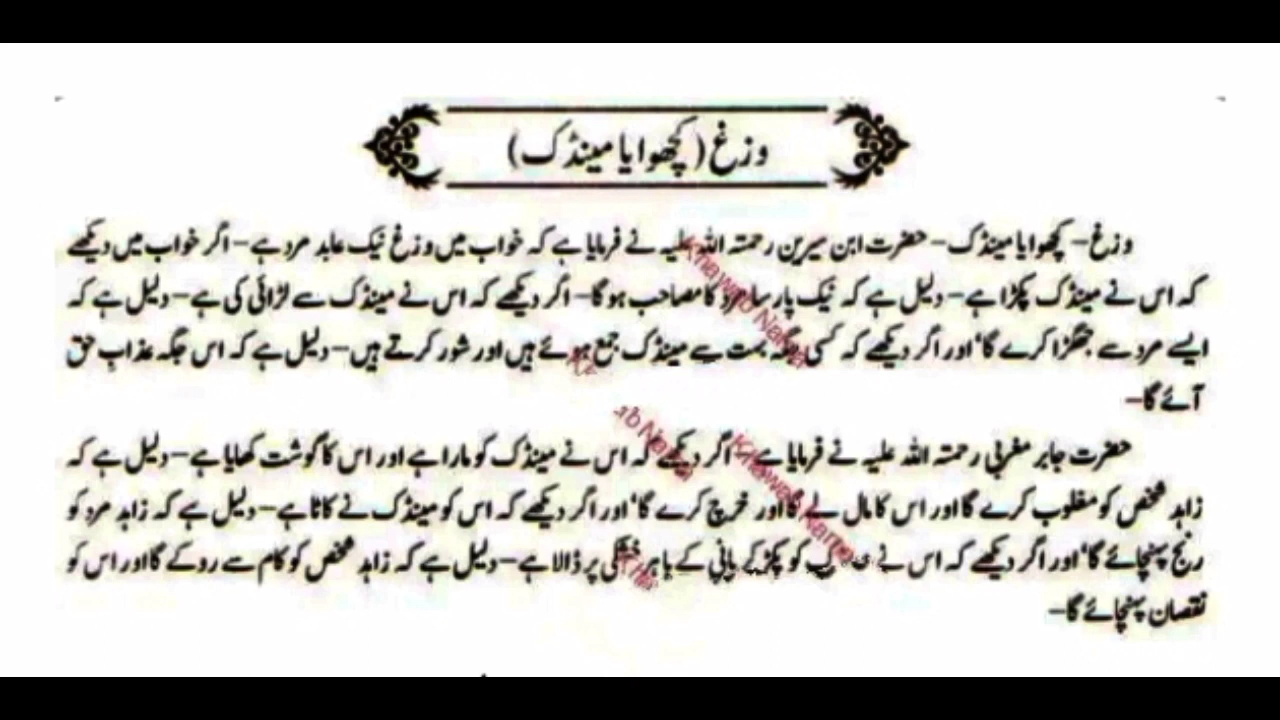 وزغ (کچھوا یا مینڈک)
وزغ - کچھوا یا مینڈک - حضرت ابن سیرین رحمتہ اللہ علیہ نے فرمایا ہے کہ خواب میں وزغ نیک عابد مرد ہے - اگر خواب میں دیکھے
کہ اس نے مینڈک پکڑا ہے - دلیل ہے کہ نیک پارسا مرد کا مصاحب ہو گا - اگر دیکھے کہ اس نے مینڈک سے لڑائی کی ہے - دلیل ہے کہ
ایسے مرد سے جھگڑا کرے گا' اور اگر دیکھے کہ کسی جگہ بہت سے مینڈک جمع ہوئے ہیں اور شور کرتے ہیں - دلیل ہے کہ اس جگہ عذاب حق
آئے گا -
حضرت جابر مغربی رحمتہ اللہ علیہ نے فرمایا ہے اگر دیکھے کہ اس نے مینڈک کو مارا ہے اور اس کا گوشت کھایا ہے - دلیل ہے کہ
زاہد شخص کو مغلوب کرے گا اور اس کا مال لے گا اور خرچ کرے گا' اور اگر دیکھے کہ اس کو مینڈک نے کاٹا ہے - دلیل ہے کہ زاہد مرد کو
رنج پہنچائے گا' اور اگر دیکھے کہ اس نے کو پکڑ کے پانی کے باہر خشکی پر ڈالا ہے - دلیل ہے کہ زاہد شخص کو کام سے روکے گا اور اس کو
نقصان پہنچائے گا -
Khawab Namar
Khawab Nama